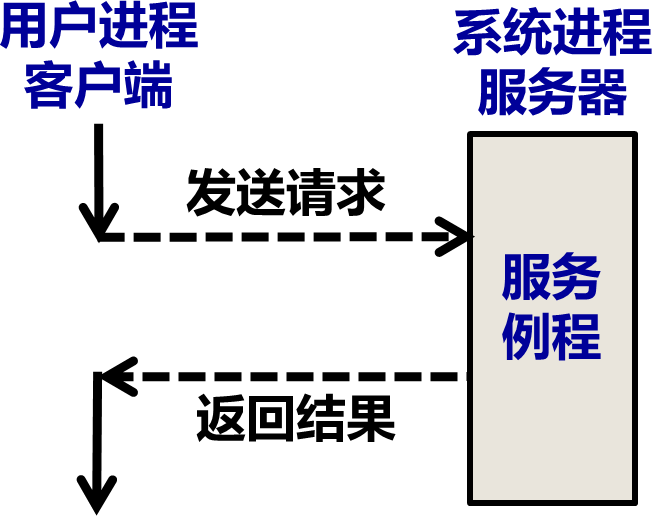 用户进程
客户端
系统进程
服务器
发送请求
服务
例程
返回结果